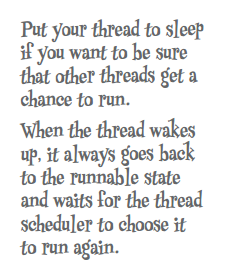 Put your thread to sleep
if you want to be sure
that other threads get a
chance to run.
When the thread wakes
up, it always goes back
to the runnable state
and waits for the thread
scheduler to choose it
to run again.